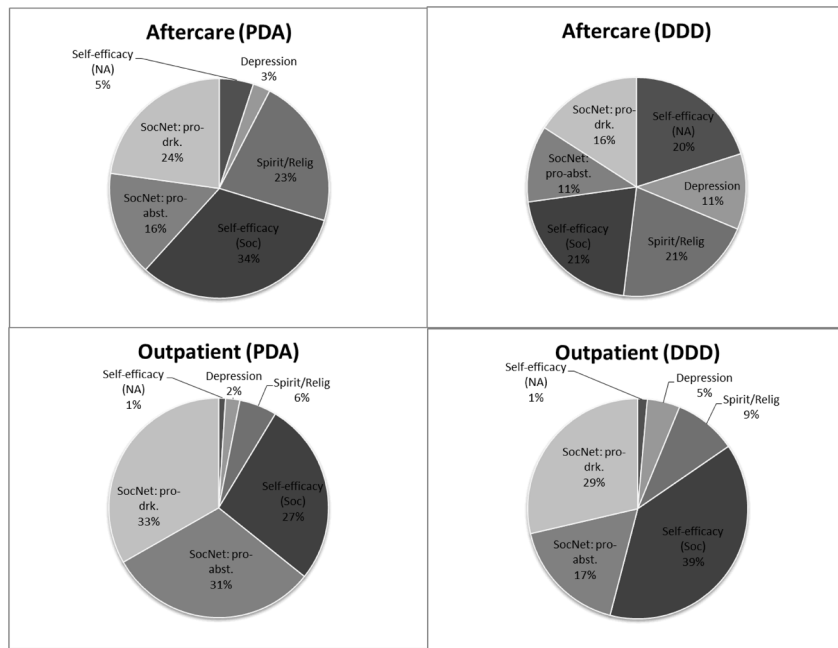 Aftercare (PDA)
Self-efficacy
(NA)
5%
Depression
3%
Spirit/Relig
23%
Self-efficacy
(Soc)
34%
SocNet: pro-
abst.
16%
SocNet: pro-
drk.
24%
Aftercare (DDD)
Self-efficacy
(NA)
20%
Depression
11%
Spirit/Relig
21%
Self-efficacy
(Soc)
21%
SocNet:
pro-abst.
11%
SocNet: pro-
drk.
16%
Outpatient (PDA)
Self-efficacy
(NA)
1%
Depression
2%
Spirit/Relig
6%
Self-efficacy
(Soc)
27%
SocNet: pro-
abst.
31%
SocNet: pro-
drk.
33%
Outpatient (DDD)
Self-efficacy
(NA)
1%
Depression
5%
Spirit/Relig
9%
Self-efficacy
(Soc)
39%
SocNet: pro-
abst.
17%
SocNet: pro-
drk.
29%